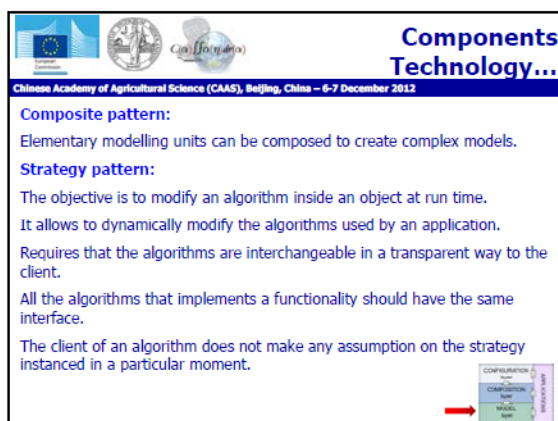 Components
Technology...
European
Commission
Chinese Academy of Agricultural Science (CAAS), Beijing, China – 6-7 December 2012
Composite pattern:
Elementary modelling units can be composed to create complex models.
Strategy pattern:
The objective is to modify an algorithm inside an object at run time.
It allows to dynamically modify the algorithms used by an application.
Requires that the algorithms are interchangeable in a transparent way to the
client.
All the algorithms that implements a functionality should have the same
interface.
The client of an algorithm does not make any assumption on the strategy
instanced in a particular moment.
CONFIGURATION
layer
COMPOSITION
layer
MODEL
layer
APPLICATIONS